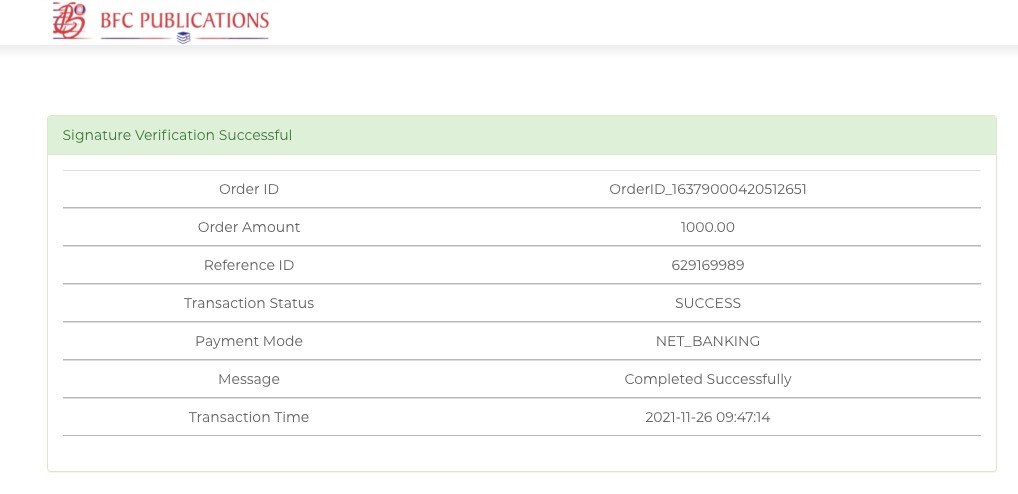 BFC PUBLICATIONS
Signature Verification Successful
Order ID OrderID_16379000420512651
Order Amount 1000.00
Reference ID 629169989
Transaction Status SUCCESS
Payment Mode NET_BANKING
Message Completed Successfully
Transaction Time 2021-11-26 09:47:14